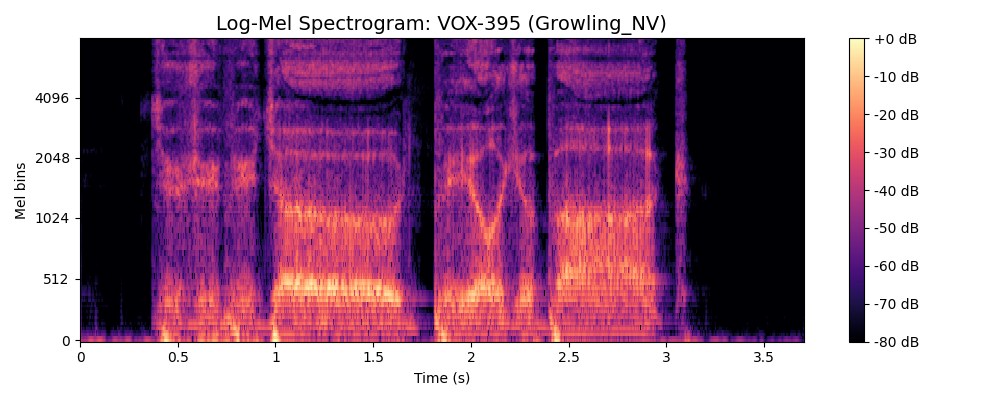 Log-Mel Spectrogram: VOX-395 (Growling_NV)
Mel bins
4096
2048
1024
512
0
0
0.5
1
1.5
2
2.5
3
3.5
Time (s)
+0 dB
-10 dB
-20 dB
-30 dB
-40 dB
-50 dB
-60 dB
-70 dB
-80 dB